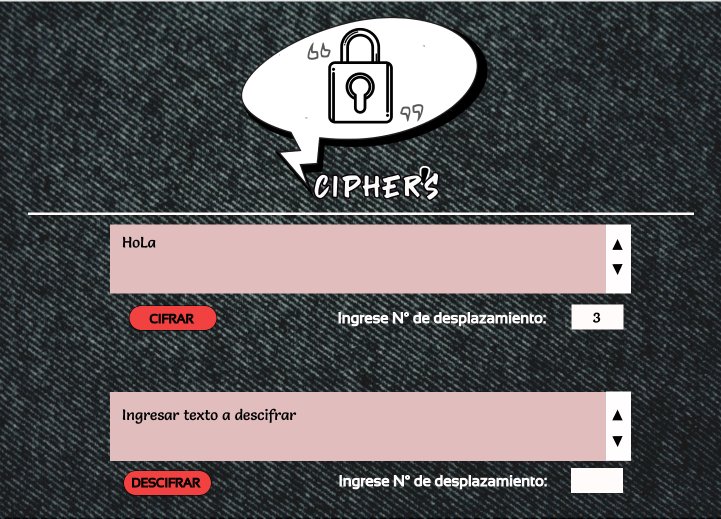 CIPHER'S
HoLa
CIFRAR
Ingrese N° de desplazamiento:
3
Ingresar texto a descifrar
DESCIFRAR
Ingrese N° de desplazamiento: